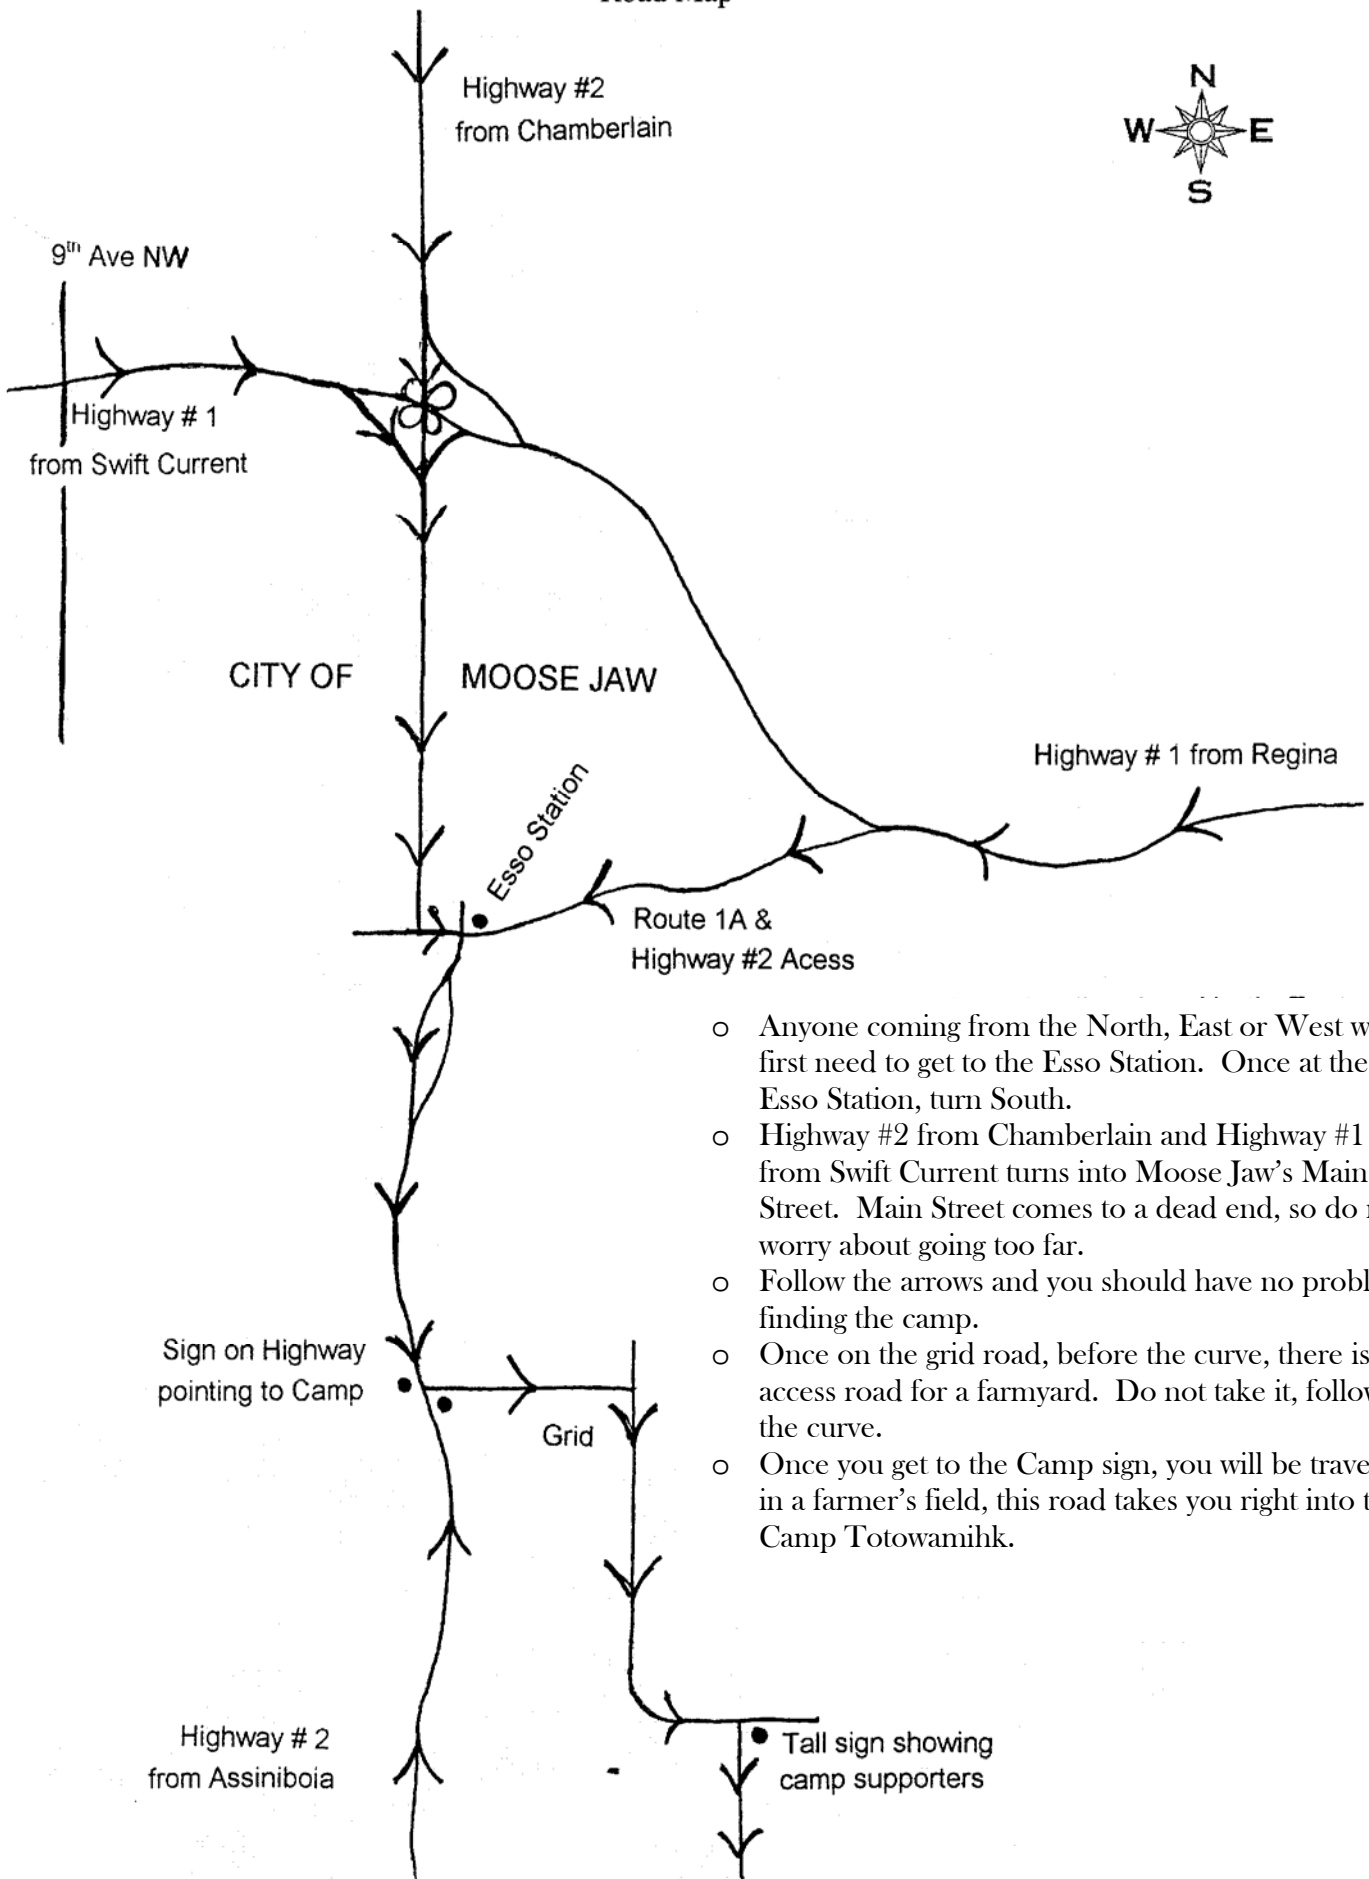 Road Map
Highway #2
from Chamberlain
N
W E
S
9th Ave NW
Highway # 1
from Swift Current
CITY OF MOOSE JAW
Highway # 1 from Regina
Esso Station
Route 1A &
Highway #2 Acess
o Anyone coming from the North, East or West w
first need to get to the Esso Station. Once at the
Esso Station, turn South.
o Highway #2 from Chamberlain and Highway #1
from Swift Current turns into Moose Jaw's Main
Street. Main Street comes to a dead end, so do
worry about going too far.
o Follow the arrows and you should have no probl
finding the camp.
o Once on the grid road, before the curve, there is
access road for a farmyard. Do not take it, follow
the curve.
o Once you get to the Camp sign, you will be trave
in a farmer's field, this road takes you right into t
Camp Totowamihk.
Sign on Highway
pointing to Camp
Grid
Highway # 2
from Assiniboia
Tall sign showing
camp supporters